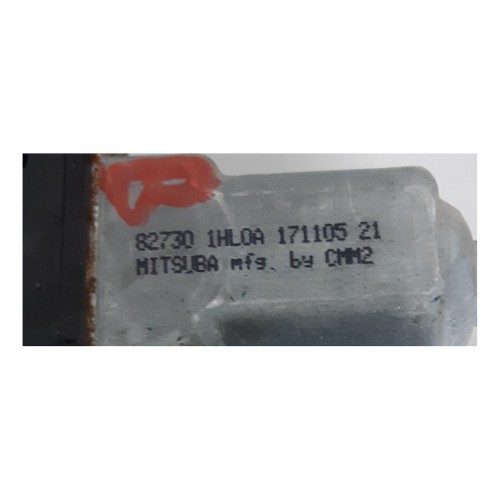 82730 1HL0A 171105 21
MITSUBA mfg. by CMM2